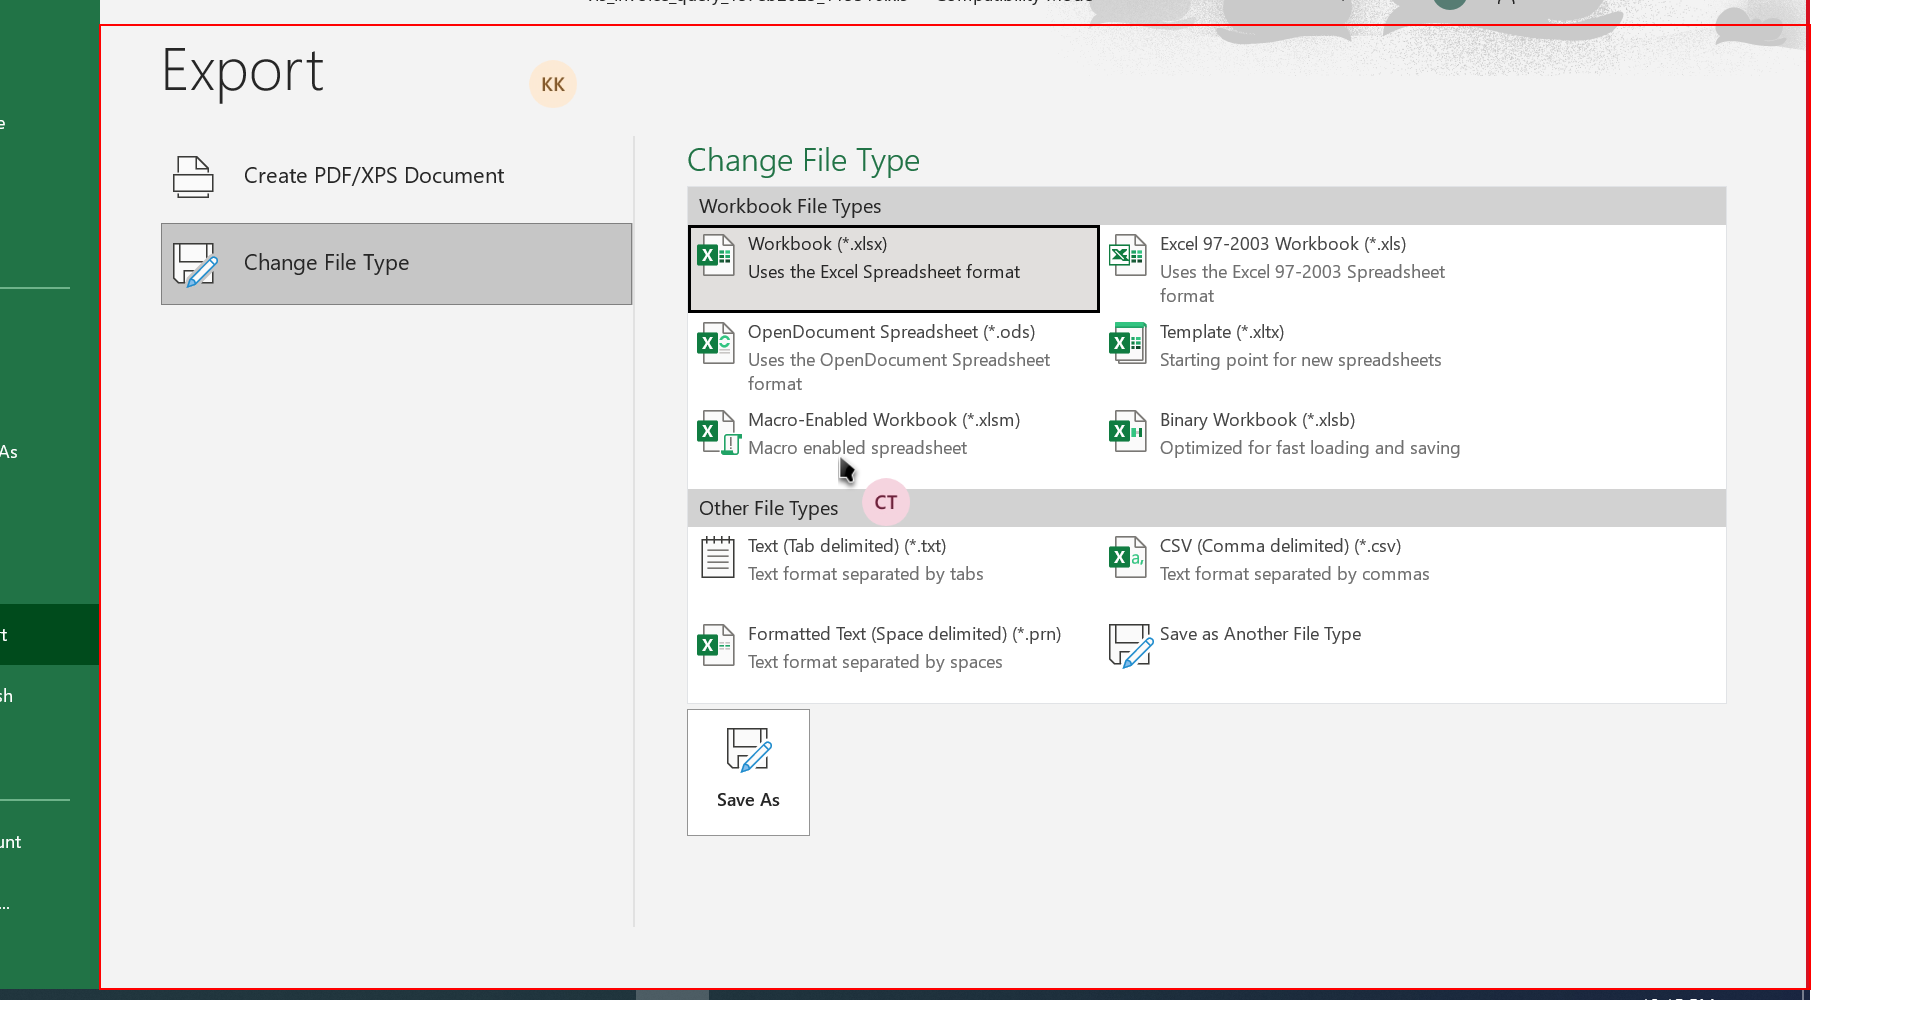 Export
KK
e
Create PDF/XPS Document
Change File Type
As
t
sh
unt
...
Change File Type
Workbook File Types
Workbook (*.xlsx)
Uses the Excel Spreadsheet format
Excel 97-2003 Workbook (*.xls)
Uses the Excel 97-2003 Spreadsheet
format
OpenDocument Spreadsheet (*.ods)
Uses the OpenDocument Spreadsheet
format
Template (*.xltx)
Starting point for new spreadsheets
Macro-Enabled Workbook (*.xlsm)
Macro enabled spreadsheet
Binary Workbook (*.xlsb)
Optimized for fast loading and saving
Other File Types
CT
Text (Tab delimited) (*.txt)
Text format separated by tabs
CSV (Comma delimited) (*.csv)
Text format separated by commas
Formatted Text (Space delimited) (*.prn)
Text format separated by spaces
Save as Another File Type
Save As